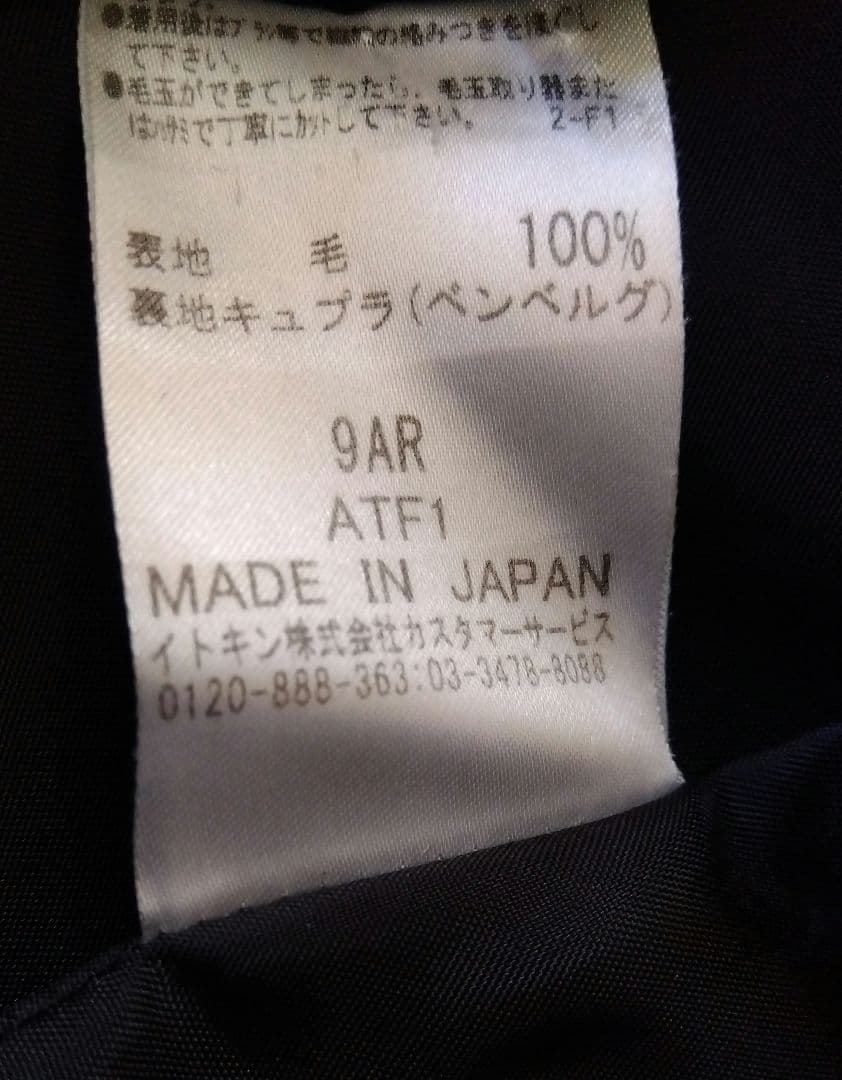 ●着用後はブラシ等で繊維の絡みつきをほぐし
て下さい。
●毛玉ができてしまったら、毛玉取り器また
はハサミで丁寧にカットして下さい。 2-F1
表地 毛 100%
裏地キュプラ(ベンベルグ)
9AR
ATF1
MADE IN JAPAN
イトキン株式会社カスタマーサービス
0120-888-363:03-3478-8088